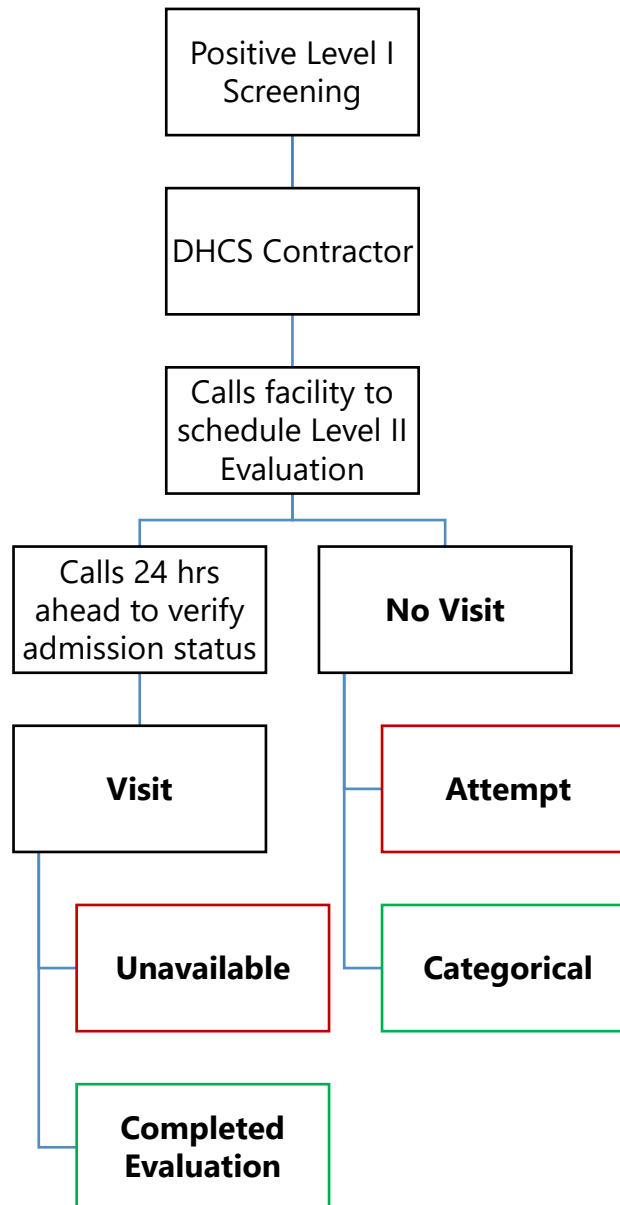 Positive Level I
Screening
DHCS Contractor
Calls facility to
schedule Level II
Evaluation
Calls 24 hrs
ahead to verify
admission status
No Visit
Visit
Attempt
Unavailable
Categorical
Completed
Evaluation